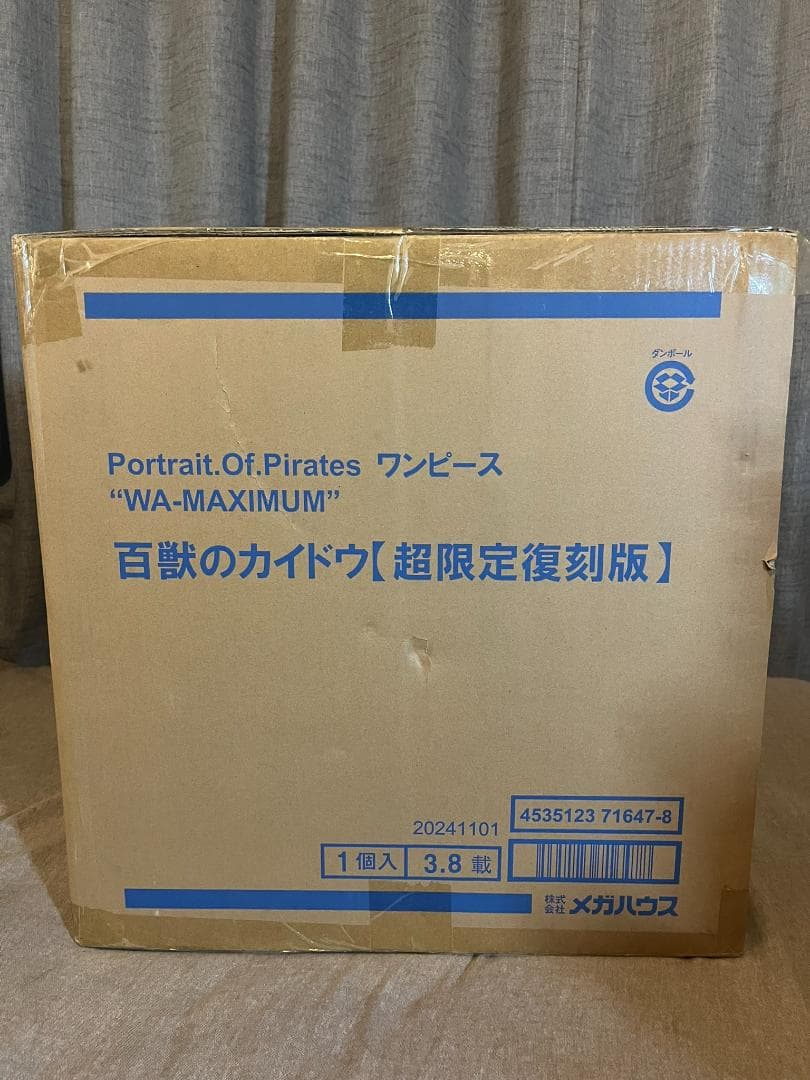 ダンボール
Portrait.Of.Pirates ワンピース
“WA-MAXIMUM”
百獣のカイドウ【超限定復刻版】
4535123 71647-8
20241101
1個入 3.8 載
株式会社 メガハウス